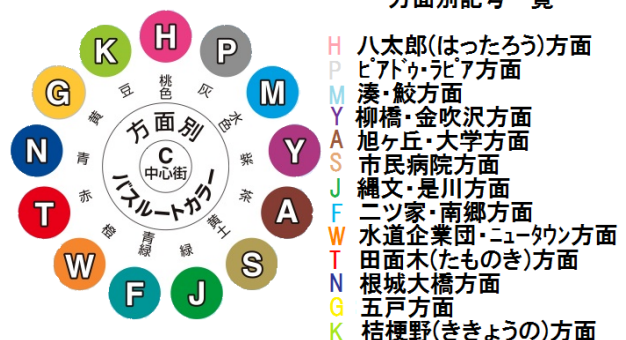 方面別記号一覧
H
P
M
Y
A
S
J
F
W
T
N
G
K
桃色
灰
水色
紫
茶
黄土
緑
青緑
橙
赤
青
黄
豆
方面別
C
中心街
バスルートカラー
H 八太郎(はったろう)方面
P ﾋﾟｱﾄﾞｩ・ﾗﾋﾟｱ方面
M 湊・鮫方面
Y 柳橋・金吹沢方面
A 旭ヶ丘・大学方面
S 市民病院方面
J 縄文・是川方面
F 二ツ家・南郷方面
W 水道企業団・ﾆｭｰﾀｳﾝ方面
T 田面木(たものき)方面
N 根城大橋方面
G 五戸方面
K 桔梗野(ききょうの)方面